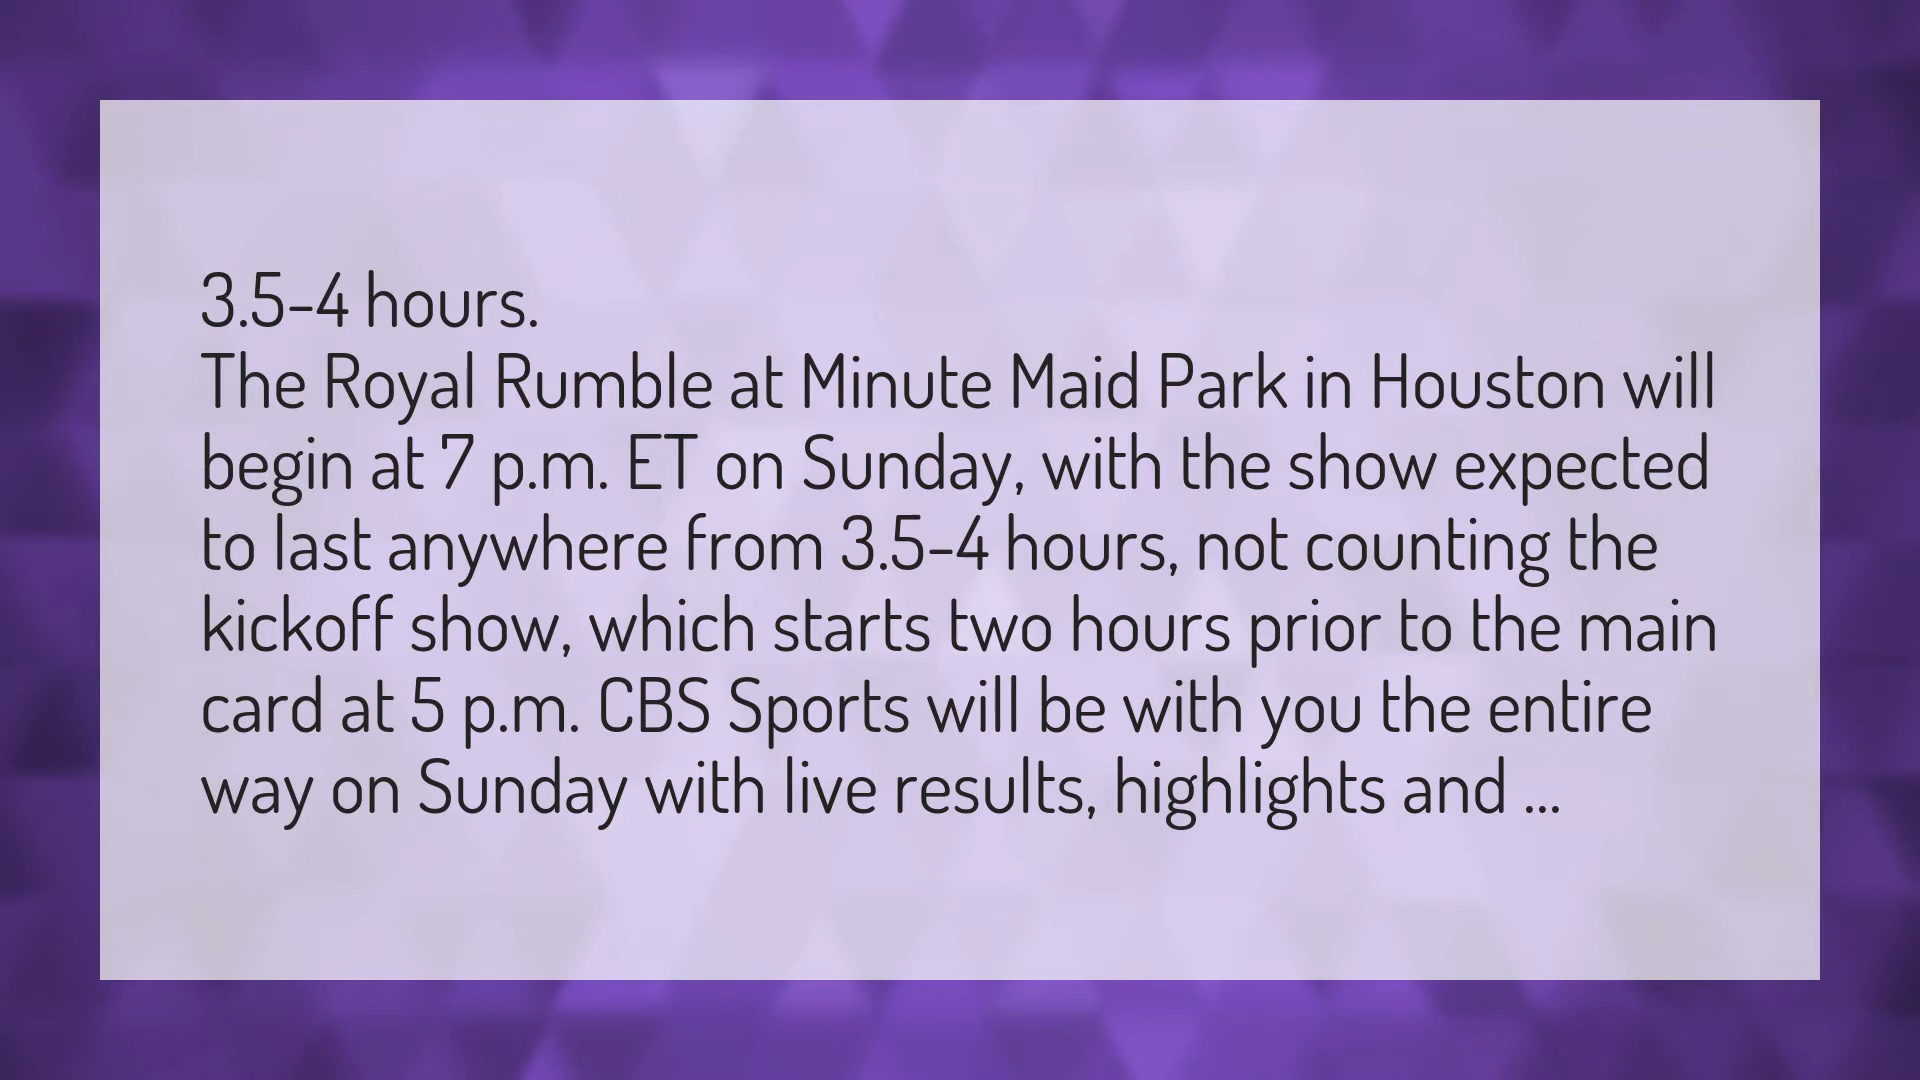 3.5-4 hours.
The Royal Rumble at Minute Maid Park in Houston will
begin at 7 p.m. ET on Sunday, with the show expected
to last anywhere from 3.5-4 hours, not counting the
kickoff show, which starts two hours prior to the main
card at 5 p.m. CBS Sports will be with you the entire
way on Sunday with live results, highlights and ...